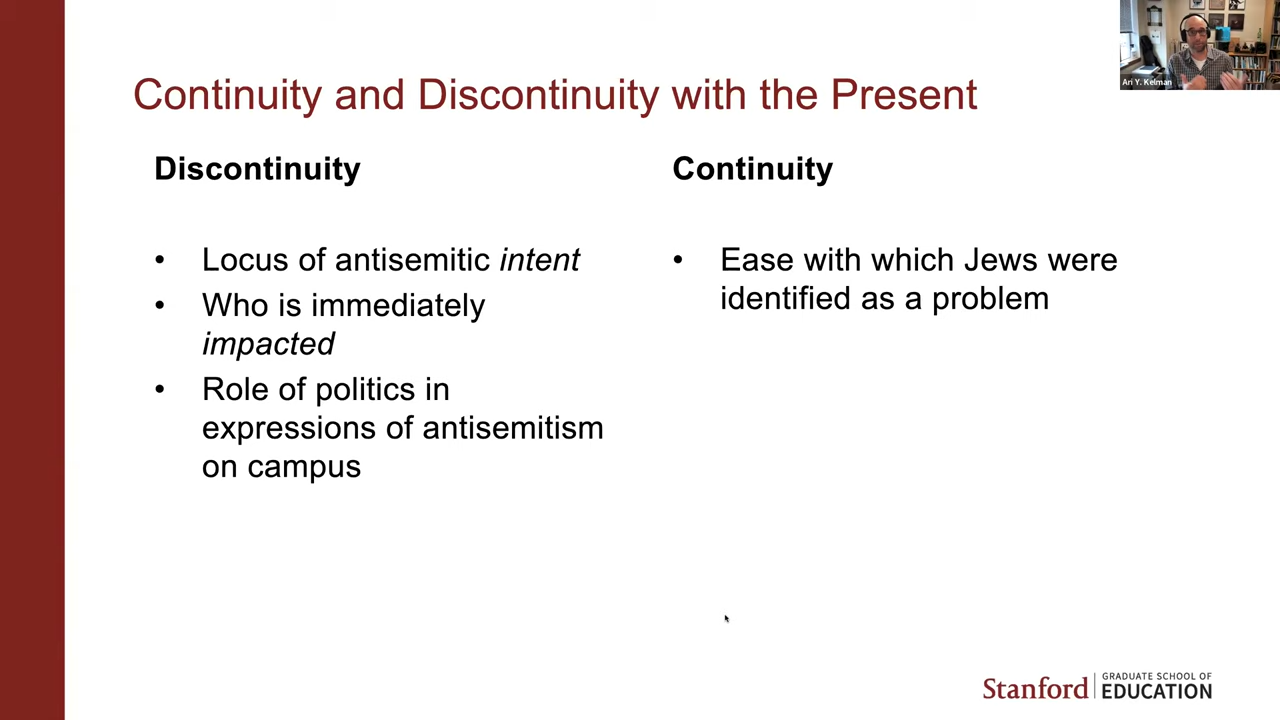 Ari Y. Kelman
Continuity and Discontinuity with the Present
Discontinuity
• Locus of antisemitic intent
• Who is immediately
impacted
• Role of politics in
expressions of antisemitism
on campus
Continuity
• Ease with which Jews were
identified as a problem
Stanford
GRADUATE SCHOOL OF
EDUCATION